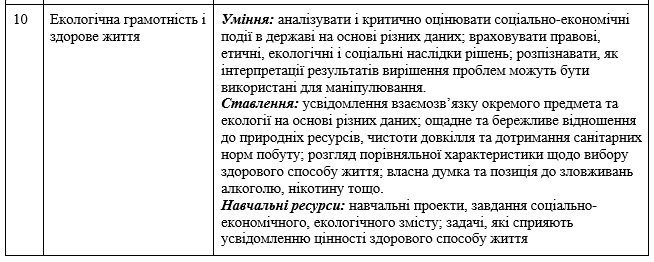 10
Екологічна грамотність і
здорове життя
Уміння: аналізувати і критично оцінювати соціально-економічні
події в державі на основі різних даних; враховувати правові,
етичні, екологічні і соціальні наслідки рішень; розпізнавати, як
інтерпретації результатів вирішення проблем можуть бути
використані для маніпулювання.
Ставлення: усвідомлення взаємозв’язку окремого предмета та
екології на основі різних даних; ощадне та бережливе відношення
до природніх ресурсів, чистоти довкілля та дотримання санітарних
норм побуту; розгляд порівняльної характеристики щодо вибору
здорового способу життя; власна думка та позиція до зловживань
алкоголю, нікотину тощо.
Навчальні ресурси: навчальні проекти, завдання соціально-
економічного, екологічного змісту; задачі, які сприяють
усвідомленню цінності здорового способу життя